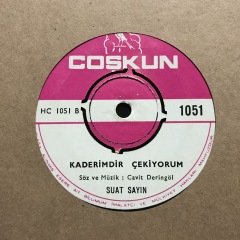 COŞKUN
HC 1051 B
1051
KADERİMDİR ÇEKİYORUM
Söz ve Müzik : Cavit Deringöl
SUAT SAYIN